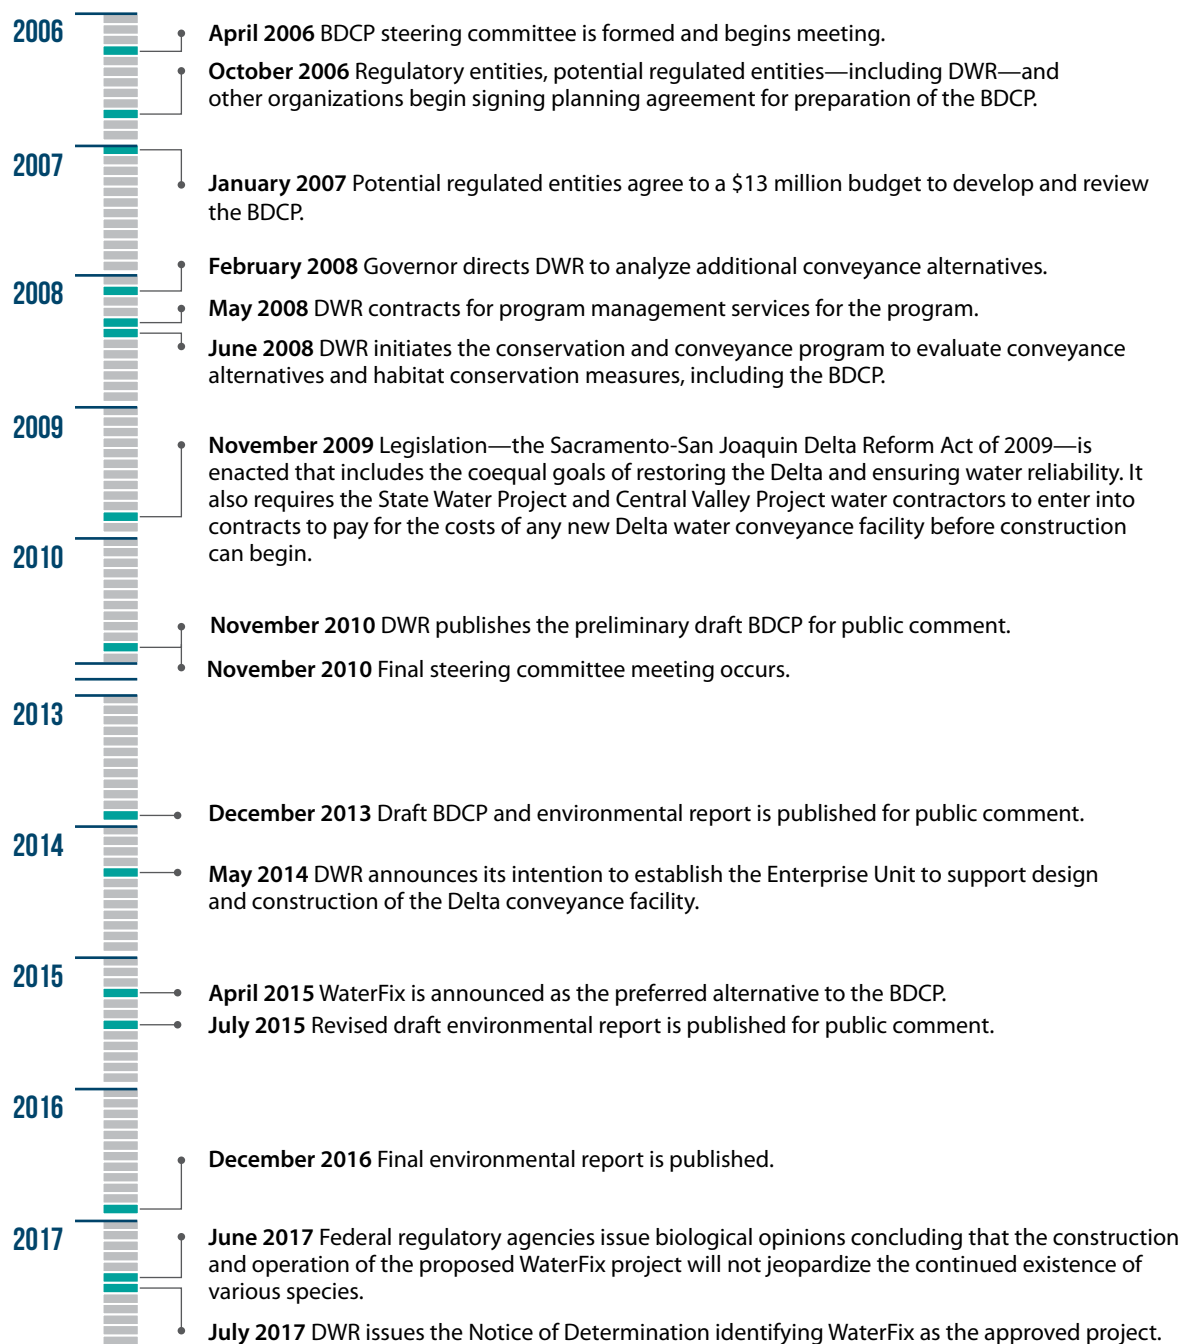 2006
April 2006 BDCP steering committee is formed and begins meeting.
October 2006 Regulatory entities, potential regulated entities—including DWR—and
other organizations begin signing planning agreement for preparation of the BDCP.
2007
January 2007 Potential regulated entities agree to a $13 million budget to develop and review
the BDCP.
February 2008 Governor directs DWR to analyze additional conveyance alternatives.
2008
May 2008 DWR contracts for program management services for the program.
June 2008 DWR initiates the conservation and conveyance program to evaluate conveyance
alternatives and habitat conservation measures, including the BDCP.
2009
November 2009 Legislation—the Sacramento-San Joaquin Delta Reform Act of 2009—is
enacted that includes the coequal goals of restoring the Delta and ensuring water reliability. It
also requires the State Water Project and Central Valley Project water contractors to enter into
contracts to pay for the costs of any new Delta water conveyance facility before construction
can begin.
2010
November 2010 DWR publishes the preliminary draft BDCP for public comment.
November 2010 Final steering committee meeting occurs.
2013
December 2013 Draft BDCP and environmental report is published for public comment.
2014
May 2014 DWR announces its intention to establish the Enterprise Unit to support design
and construction of the Delta conveyance facility.
2015
April 2015 WaterFix is announced as the preferred alternative to the BDCP.
July 2015 Revised draft environmental report is published for public comment.
2016
December 2016 Final environmental report is published.
2017
June 2017 Federal regulatory agencies issue biological opinions concluding that the construction
and operation of the proposed WaterFix project will not jeopardize the continued existence of
various species.
July 2017 DWR issues the Notice of Determination identifying WaterFix as the approved project.